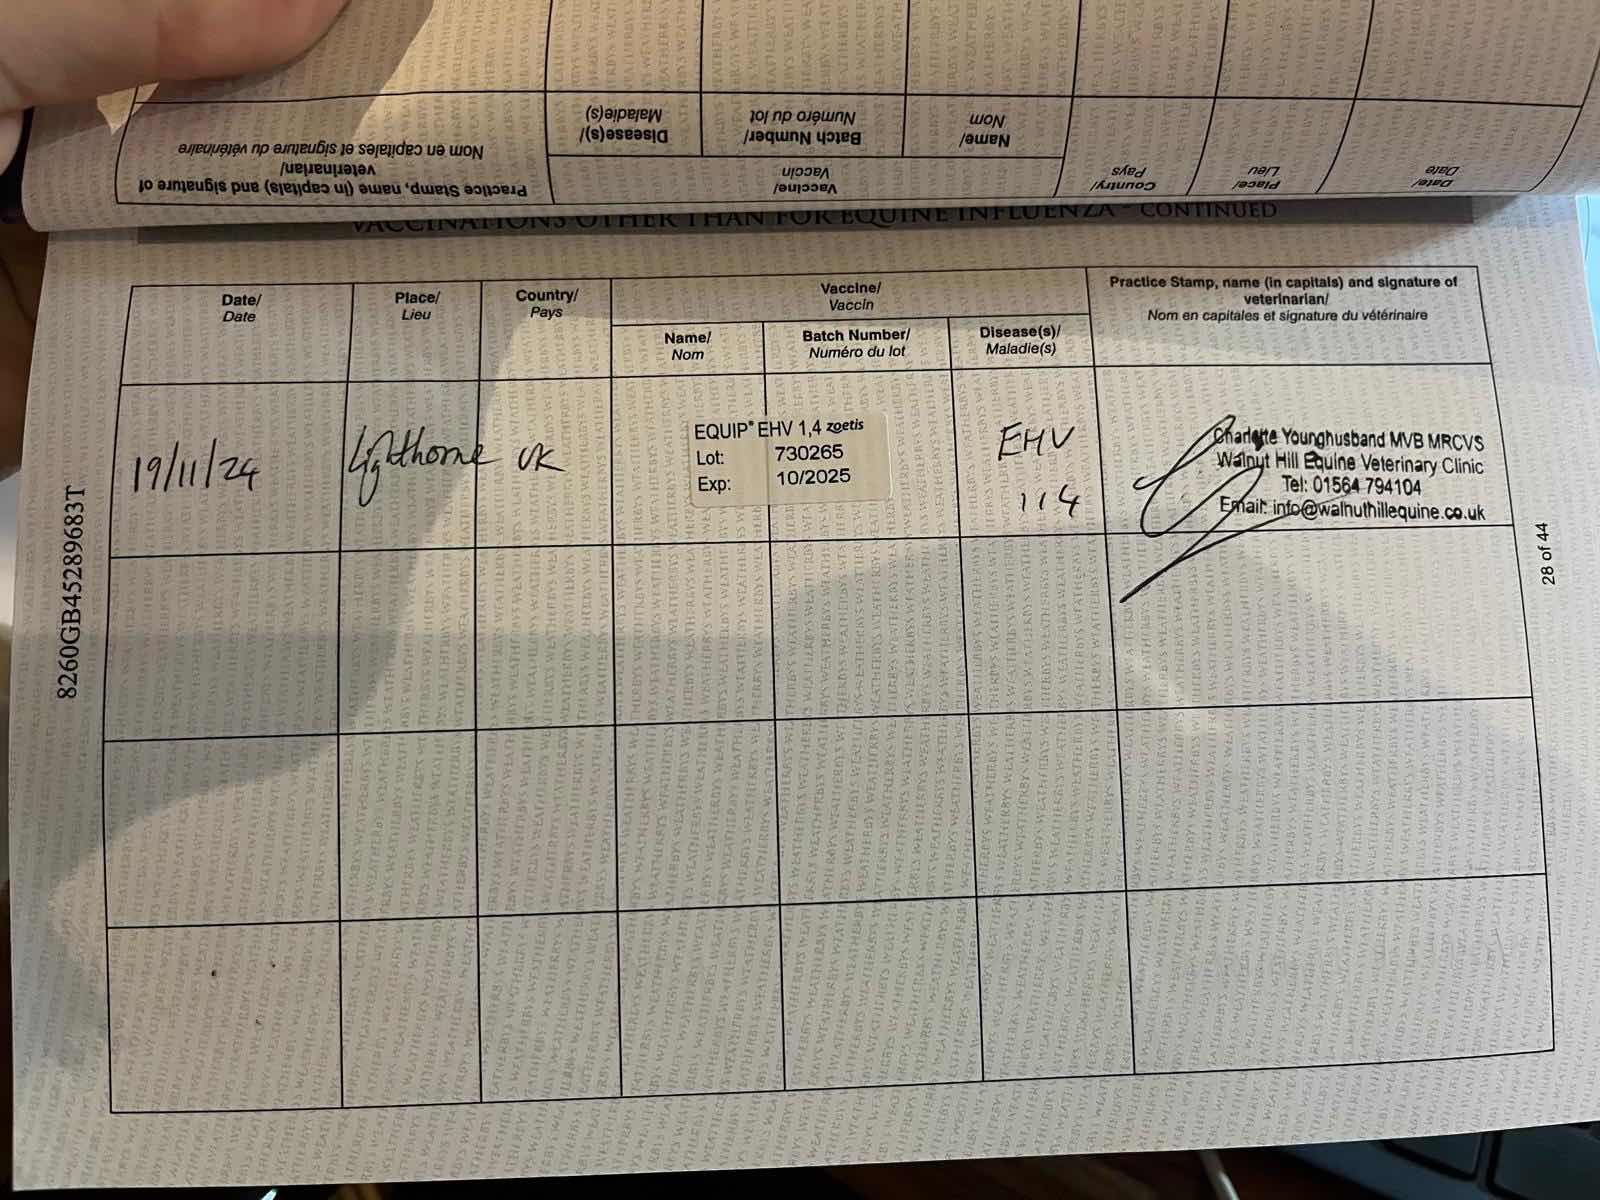 Practice Stamp, name (in capitals) and signature of
veterinarian/
Nom en capitales et signature du vétérinaire
Vaccine/
Vaccin
Disease(s)/
Maladie(s)
Batch Number/
Numéro du lot
Name/
Nom
Country/
Pays
Place/
Lieu
Date/
Date
VACCINATIONS OTHER THAN FOR EQUINE INFLUENZA - CONTINUED
Date/
Date
Place/
Lieu
Country/
Pays
Vaccine/
Vaccin
Name/
Nom
Batch Number/
Numéro du lot
Disease(s)/
Maladie(s)
Practice Stamp, name (in capitals) and signature of
veterinarian/
Nom en capitales et signature du vétérinaire
19/11/24
Lighthorne
UK
EQUIP® EHV 1,4 zoetis
Lot: 730265
Exp: 10/2025
EHV
114
Charlotte Younghusband MVB MRCVS
Walnut Hill Equine Veterinary Clinic
Tel: 01564 794104
Email: info@walnuthillequine.co.uk
8260GB45289683T
28 of 44